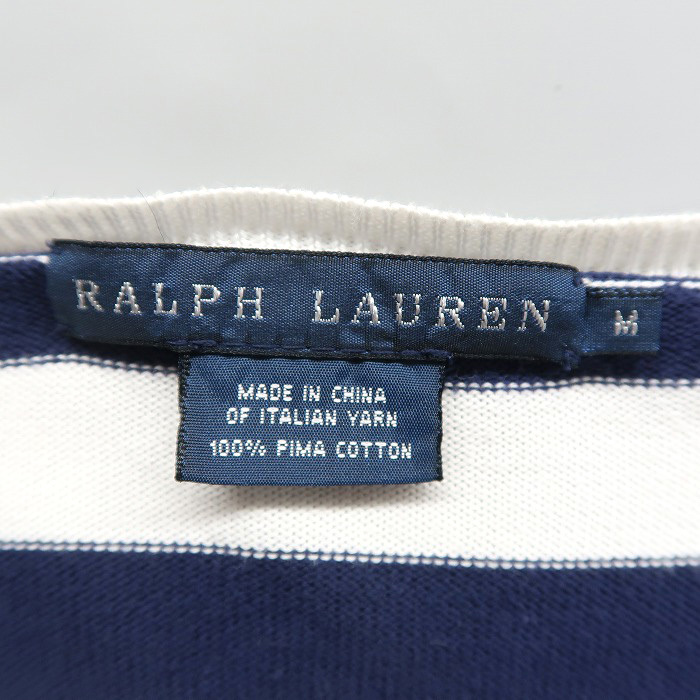 RALPH LAUREN
M
MADE IN CHINA
OF ITALIAN YARN
100% PIMA COTTON